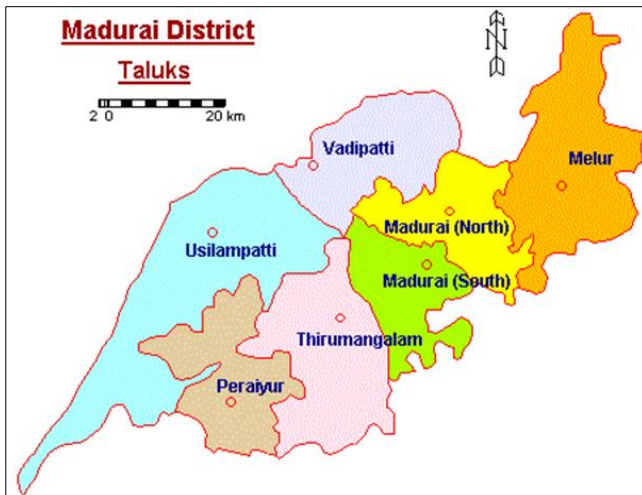 Madurai District
Taluks
N
2 0 20 km
Vadipatti
Melur
Madurai (North)
Usilampatti
Madurai (South)
Thirumangalam
Peraiyur